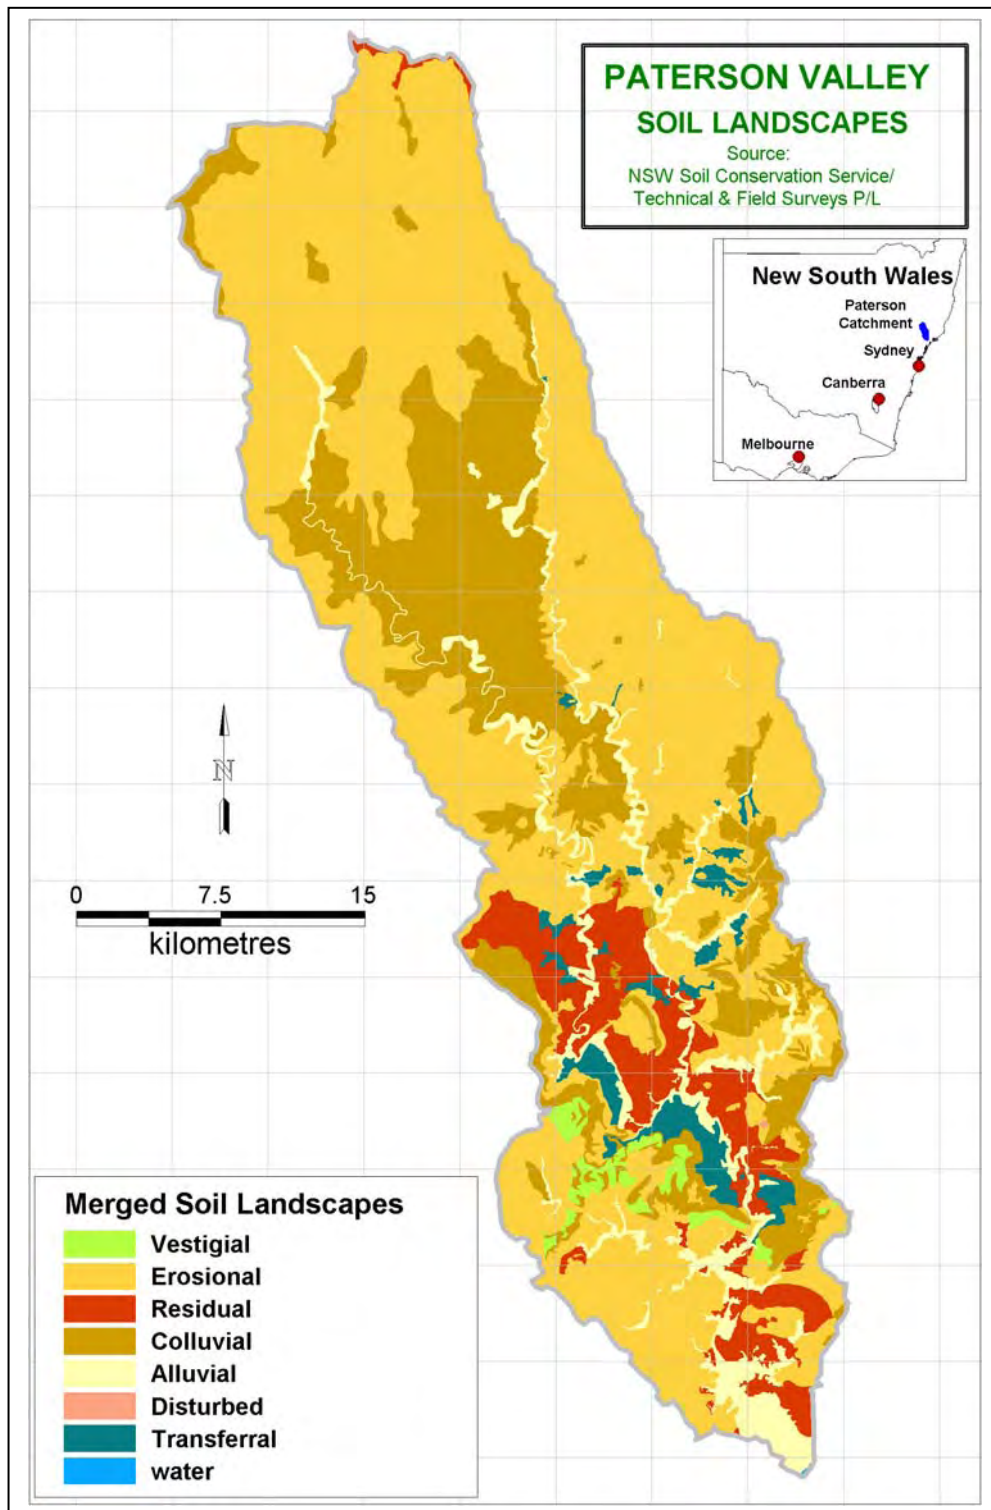 PATERSON VALLEY
SOIL LANDSCAPES
Source:
NSW Soil Conservation Service/
Technical & Field Surveys P/L
New South Wales
Paterson
Catchment
Sydney
Canberra
Melbourne
N
0 7.5 15
kilometres
Merged Soil Landscapes
Vestigial
Erosional
Residual
Colluvial
Alluvial
Disturbed
Transferral
water